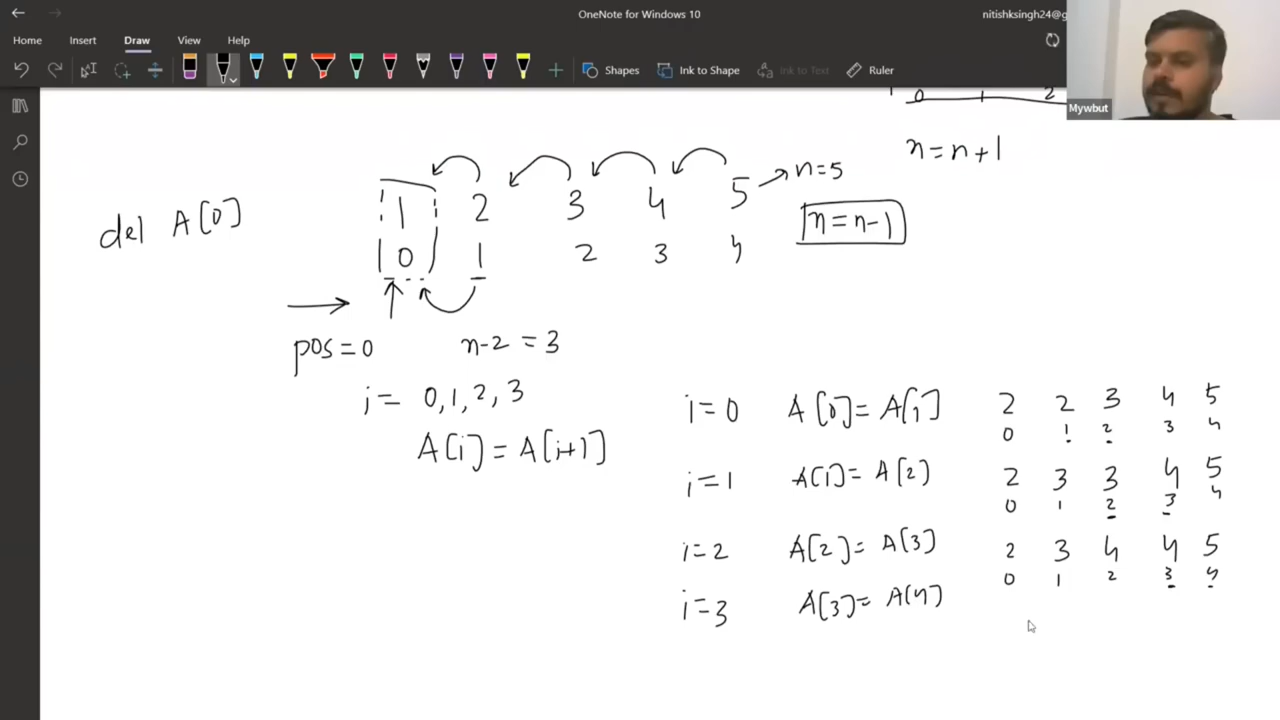 OneNote for Windows 10
nitishksingh24@g
Home Insert Draw View Help
Shapes Ink to Shape Ink to Text Ruler
Mywbut
0 1 2
n=n+1
del A[0]
1 2 3 4 5 n=5
0 1 2 3 4
n=n-1
pos=0 n-2=3
i= 0,1,2,3
A[i]=A[i+1]
i=0 A[0]=A[1] 2 2 3 4 5
0 1 2 3 4
i=1 A[1]=A[2] 2 3 3 4 5
0 1 2 3 4
i=2 A[2]=A[3] 2 3 4 4 5
0 1 2 3 4
i=3 A[3]=A[4]